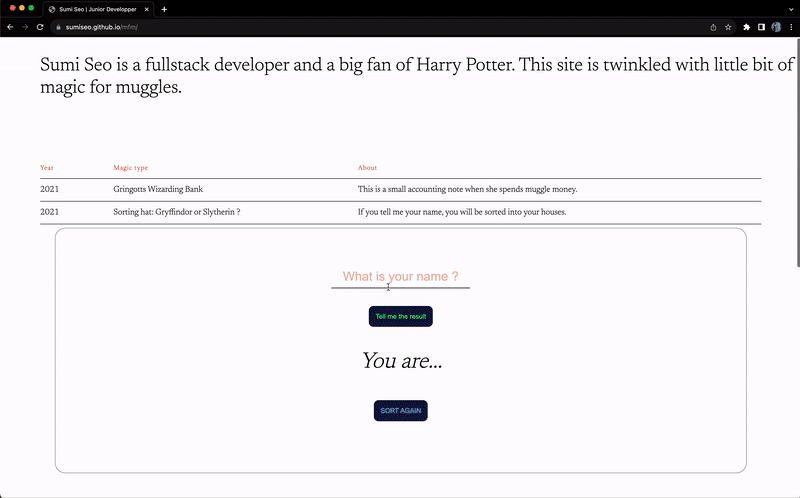 Sumi Seo | Junior Developper
sumiseo.github.io/mfm/
Sumi Seo is a fullstack developer and a big fan of Harry Potter. This site is twinkled with little bit of
magic for muggles.
Year Magic type About
2021 Gringotts Wizarding Bank This is a small accounting note when she spends muggle money.
2021 Sorting hat: Gryffindor or Slytherin ? If you tell me your name, you will be sorted into your houses.
What is your name ?
Tell me the result
You are...
SORT AGAIN